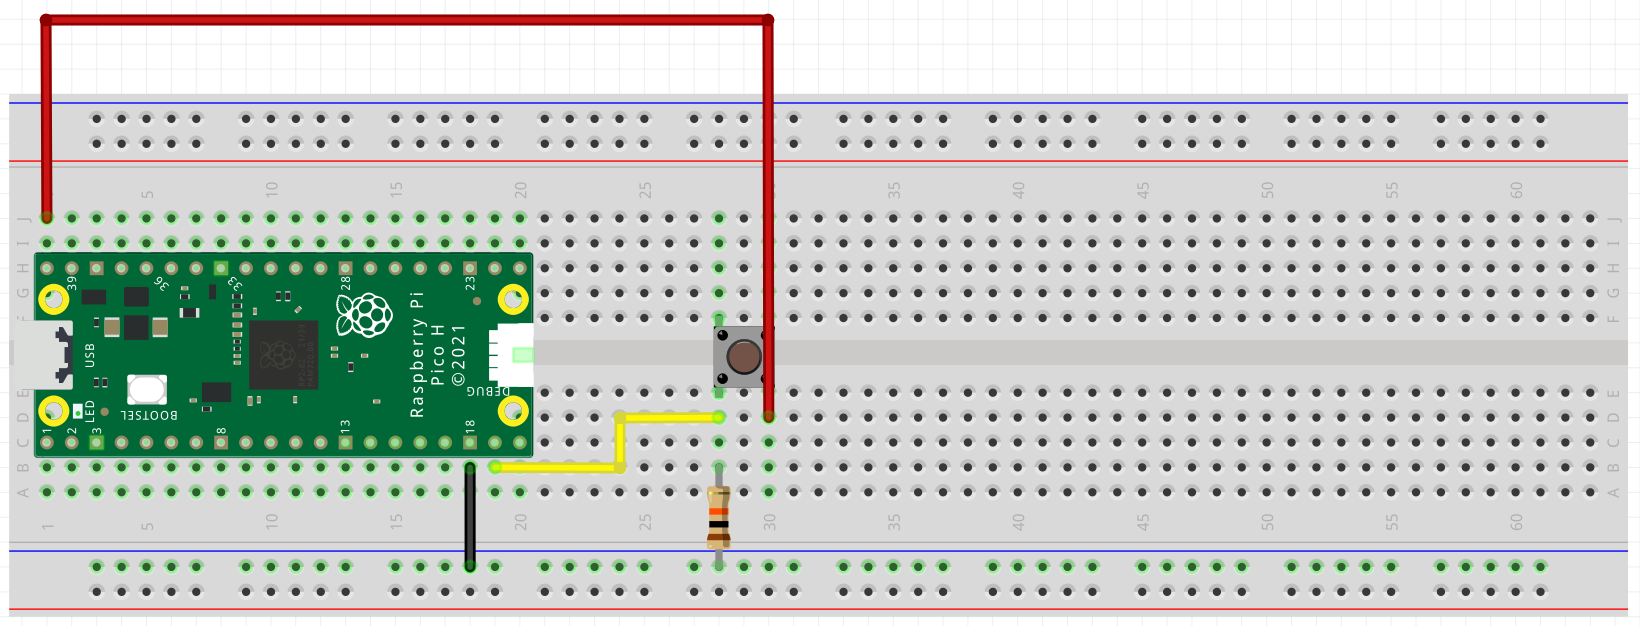 5 10 15 20 25 35 40 45 50 55 60
J J
I I
H H
G G
F F
E E
D D
C C
B B
A A
39 36 33 28 23
USB
LED
BOOTSEL
DEBUG
Raspberry Pi
Pico H
©2021
1 2 3 8 13 18
1 5 10 15 20 25 30 35 40 45 50 55 60